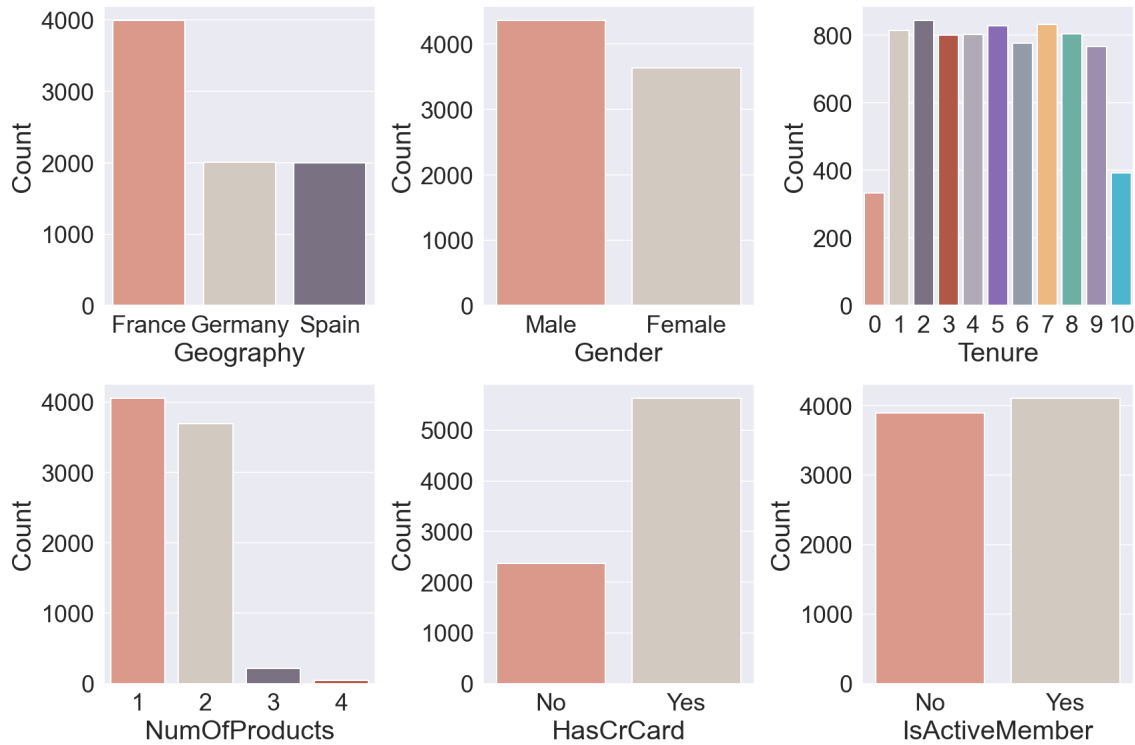 4000
3000
2000
1000
0
Count
France Germany Spain
Geography
4000
3000
2000
1000
0
Count
Male Female
Gender
800
600
400
200
0
Count
0 1 2 3 4 5 6 7 8 9 10
Tenure
4000
3000
2000
1000
0
Count
1 2 3 4
NumOfProducts
5000
4000
3000
2000
1000
0
Count
No Yes
HasCrCard
4000
3000
2000
1000
0
Count
No Yes
IsActiveMember